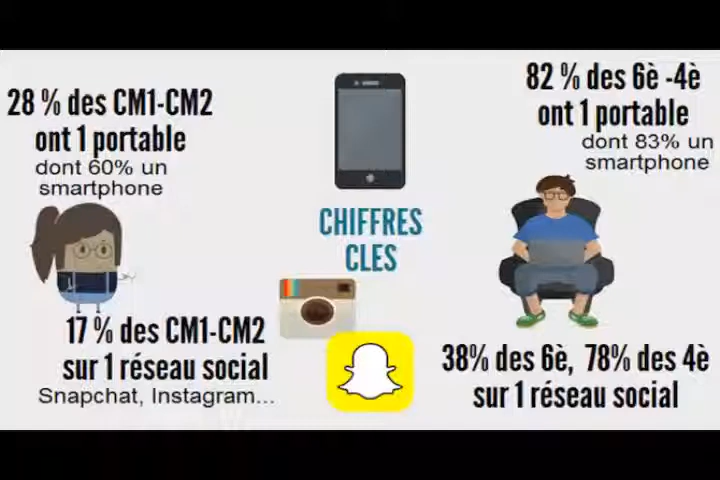 28 % des CM1-CM2
ont 1 portable
dont 60% un
smartphone
82 % des 6è -4è
ont 1 portable
dont 83% un
smartphone
CHIFFRES
CLES
17 % des CM1-CM2
sur 1 réseau social
Snapchat, Instagram...
38% des 6è, 78% des 4è
sur 1 réseau social